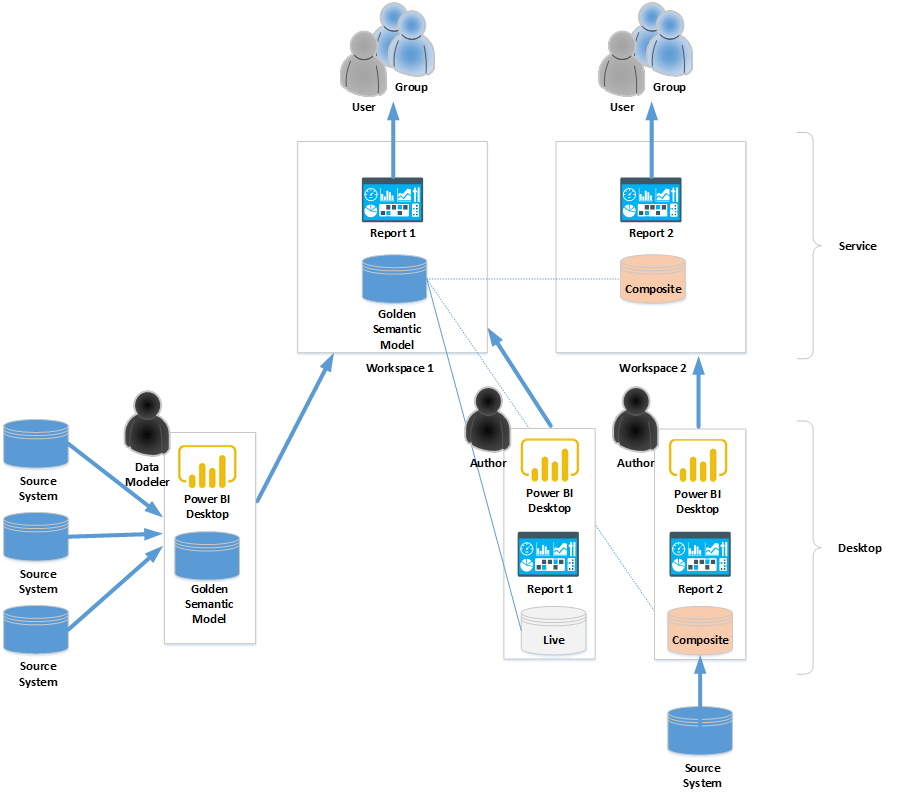 User
Group
User
Group
Report 1
Report 2
Service
Composite
Golden
Semantic
Model
Workspace 1
Workspace 2
Source
System
Data
Modeler
Power BI
Desktop
Golden
Semantic
Model
Source
System
Source
System
Author
Power BI
Desktop
Report 1
Live
Author
Power BI
Desktop
Report 2
Composite
Desktop
Source
System